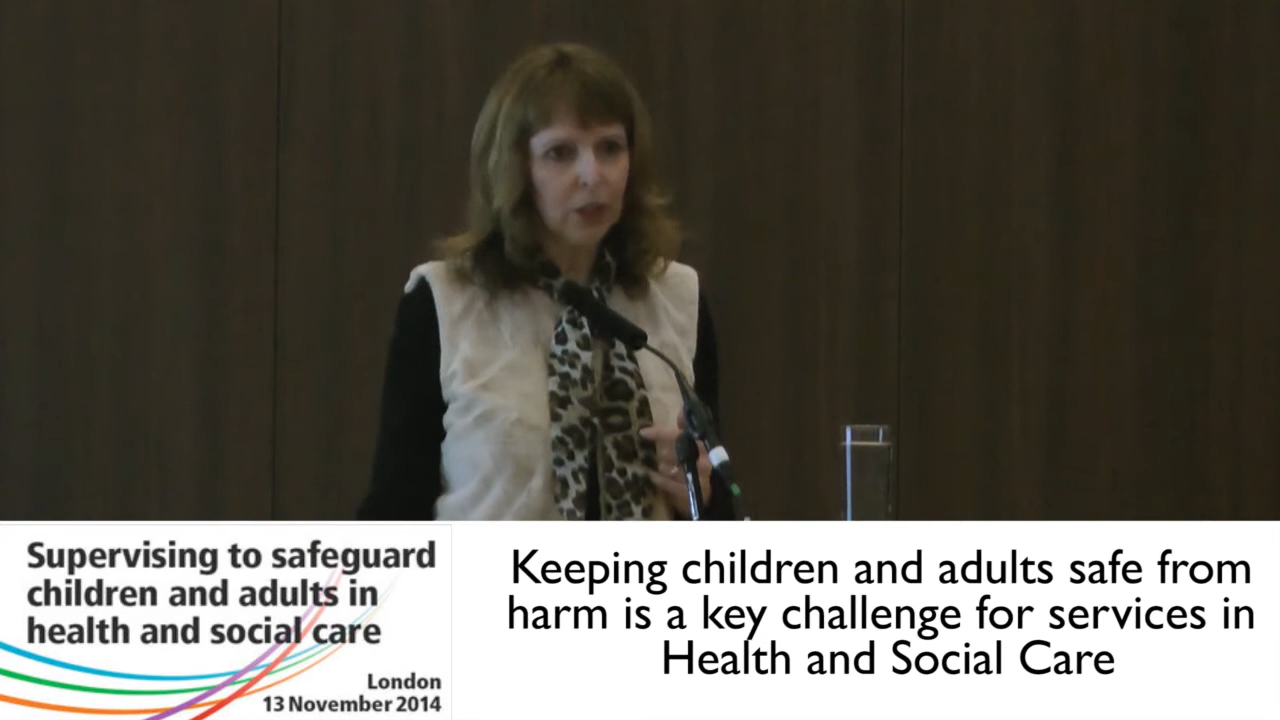 Supervising to safeguard
children and adults in
health and social care
London
13 November 2014
Keeping children and adults safe from
harm is a key challenge for services in
Health and Social Care